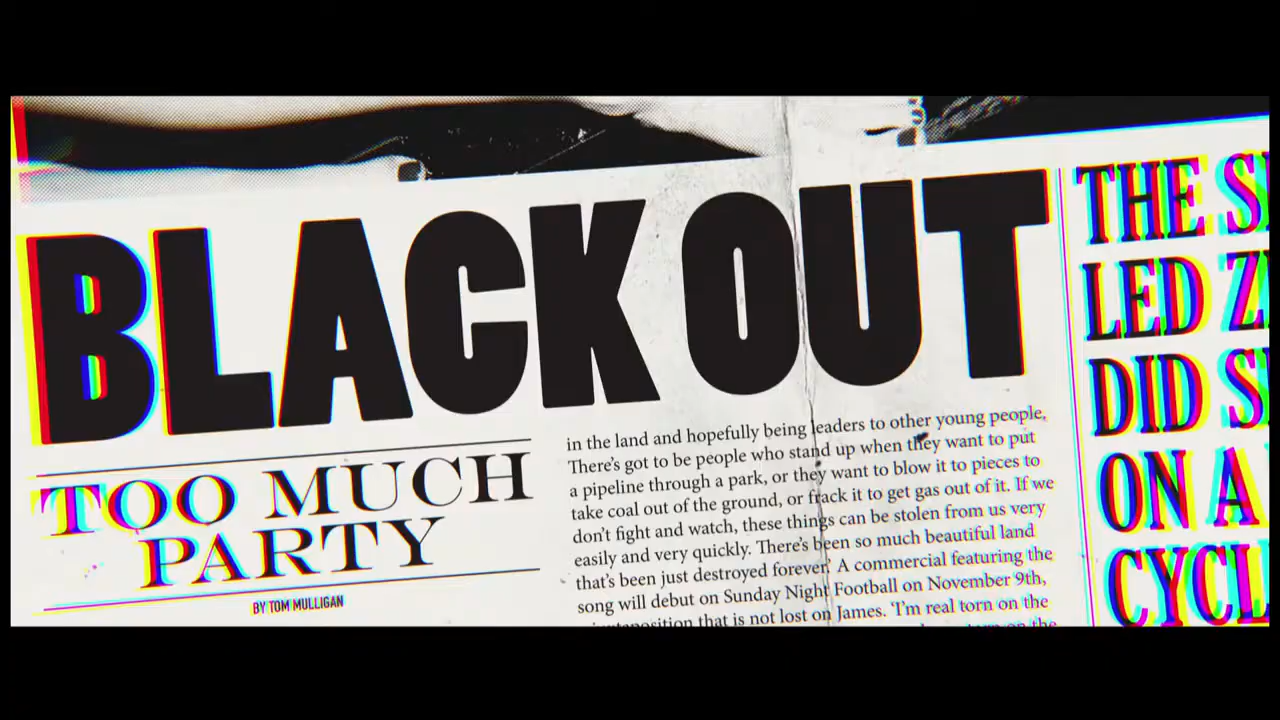 BLACK OUT
TOO MUCH
PARTY
BY TOM MULLIGAN
in the land and hopefully being leaders to other young people,
There's got to be people who stand up when they want to put
a pipeline through a park, or they want to blow it to pieces to
take coal out of the ground, or frack it to get gas out of it. If we
don't fight and watch, these things can be stolen from us very
easily and very quickly. There's been so much beautiful land
that's been just destroyed forever.' A commercial featuring the
song will debut on Sunday Night Football on November 9th,
that is not lost on James. 'I'm real torn on the
THE
LED
DID
ON A